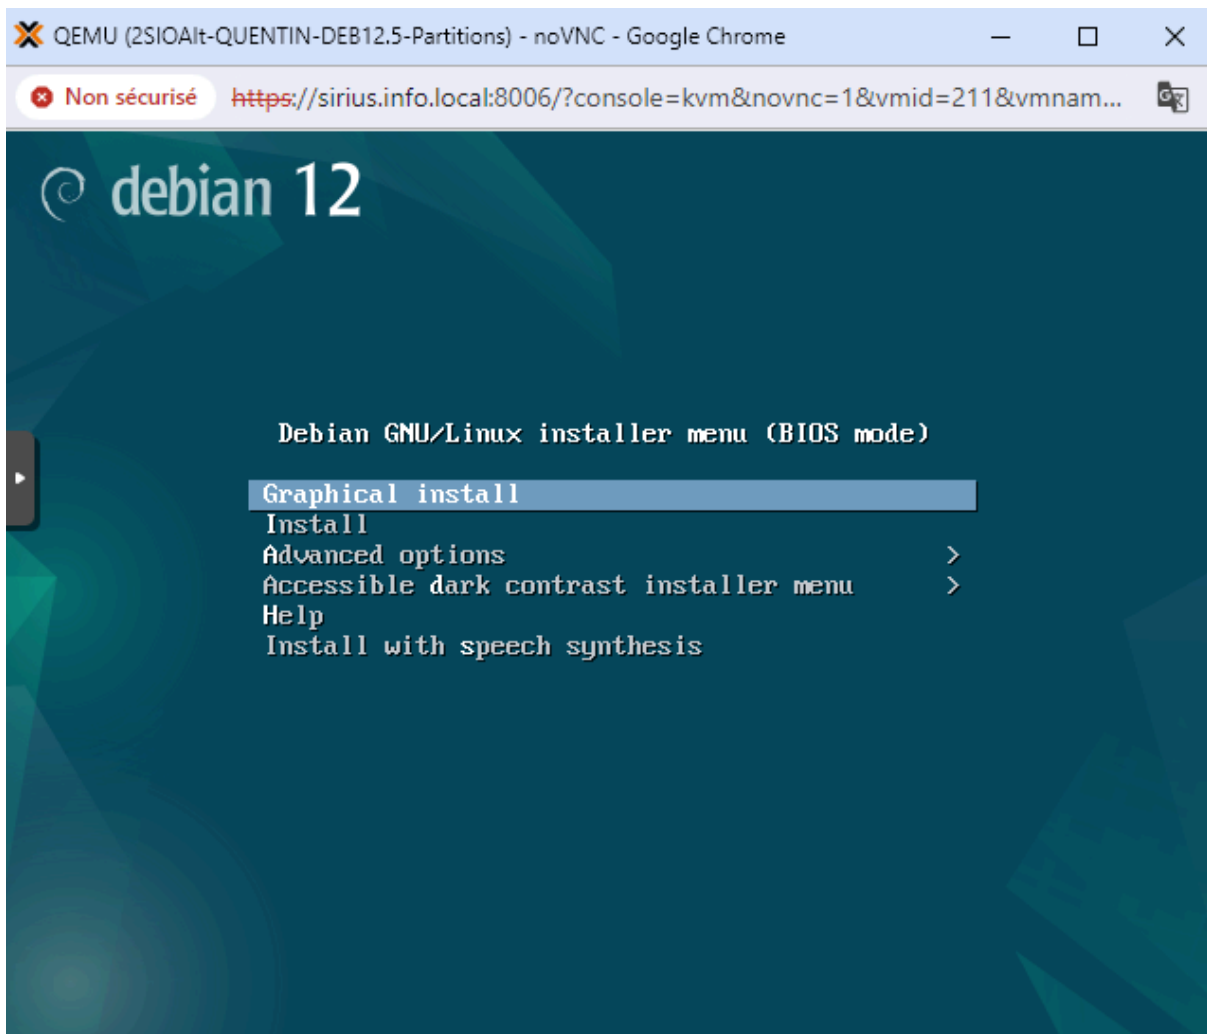 QEMU (2SIOAlt-QUENTIN-DEB12.5-Partitions) - noVNC - Google Chrome
Non sécurisé https://sirius.info.local:8006/?console=kvm&novnc=1&vmid=211&vmnam...
debian 12
Debian GNU/Linux installer menu (BIOS mode)
Graphical install
Install
Advanced options >
Accessible dark contrast installer menu >
Help
Install with speech synthesis